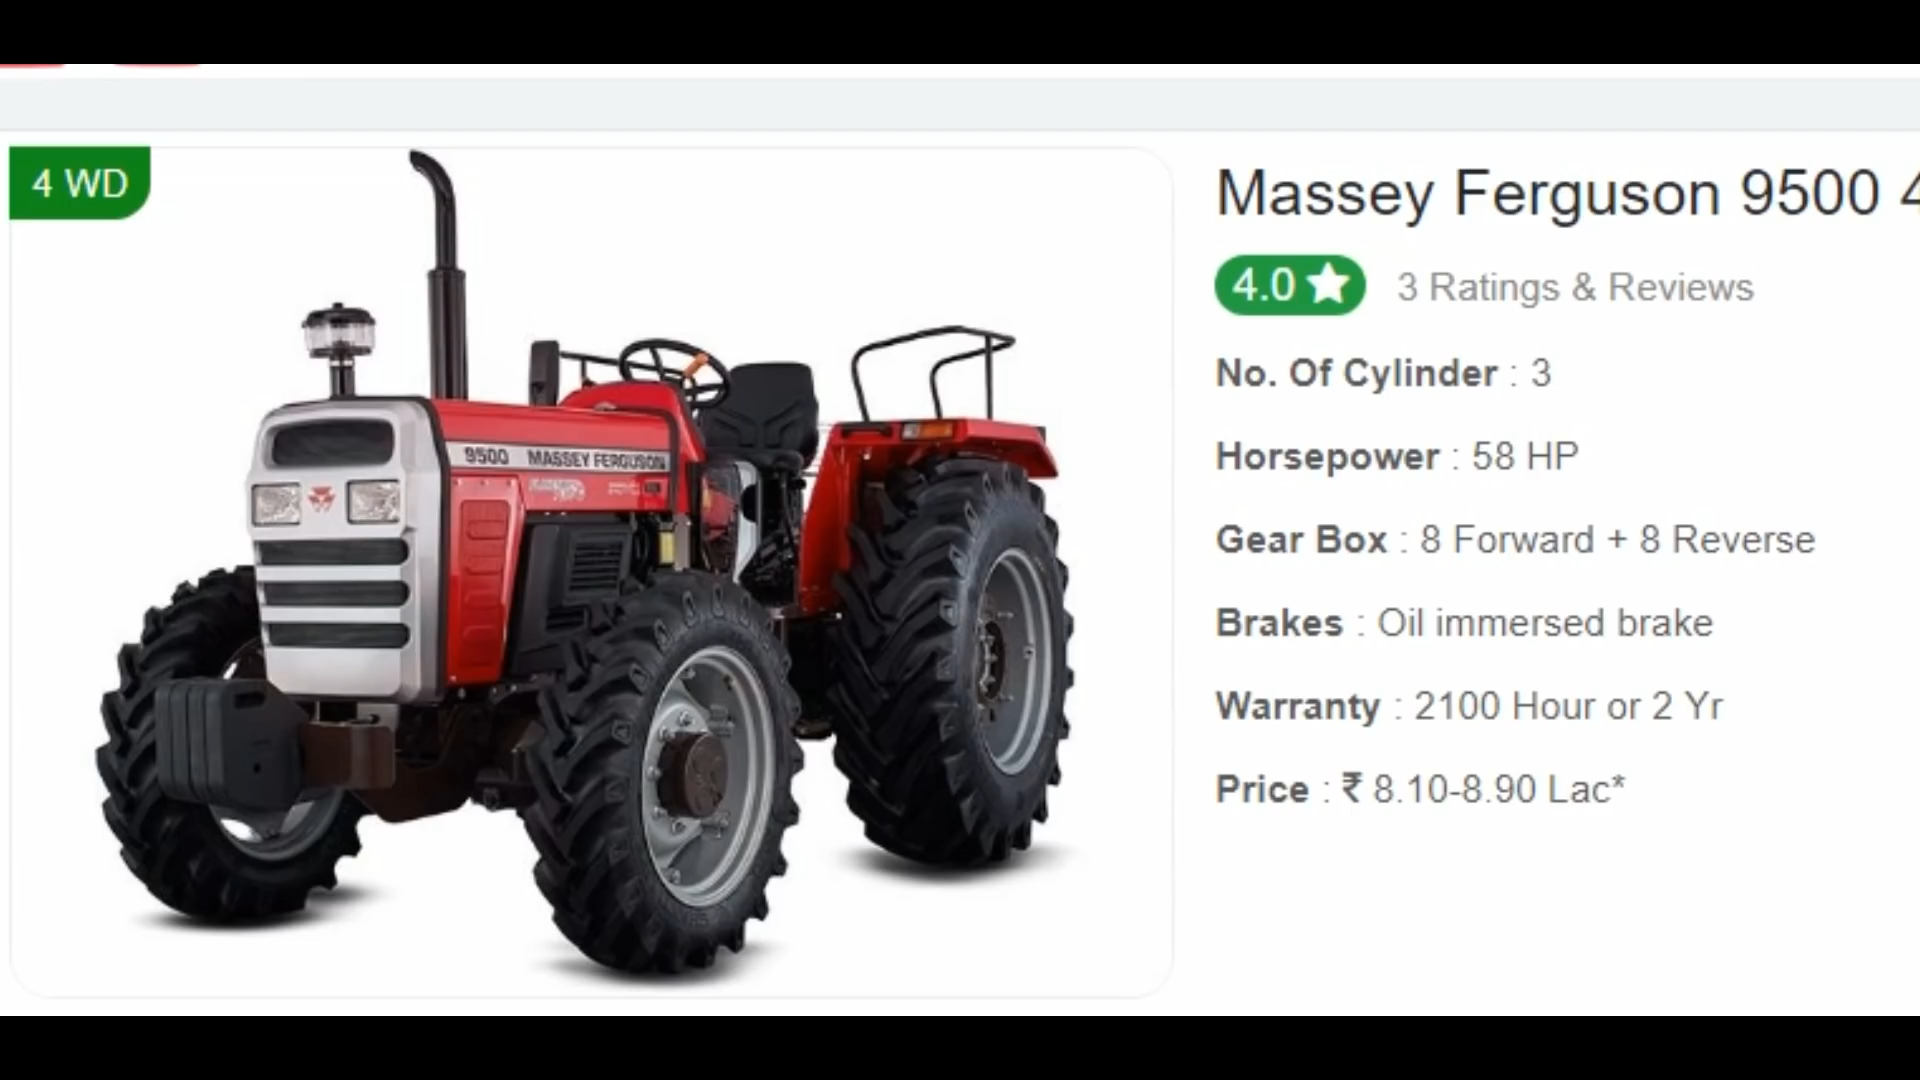 4 WD
Massey Ferguson 9500 4
4.0
3 Ratings & Reviews
No. Of Cylinder : 3
Horsepower : 58 HP
Gear Box : 8 Forward + 8 Reverse
Brakes : Oil immersed brake
Warranty : 2100 Hour or 2 Yr
Price : ₹ 8.10-8.90 Lac*
9500 MASSEY FERGUSON